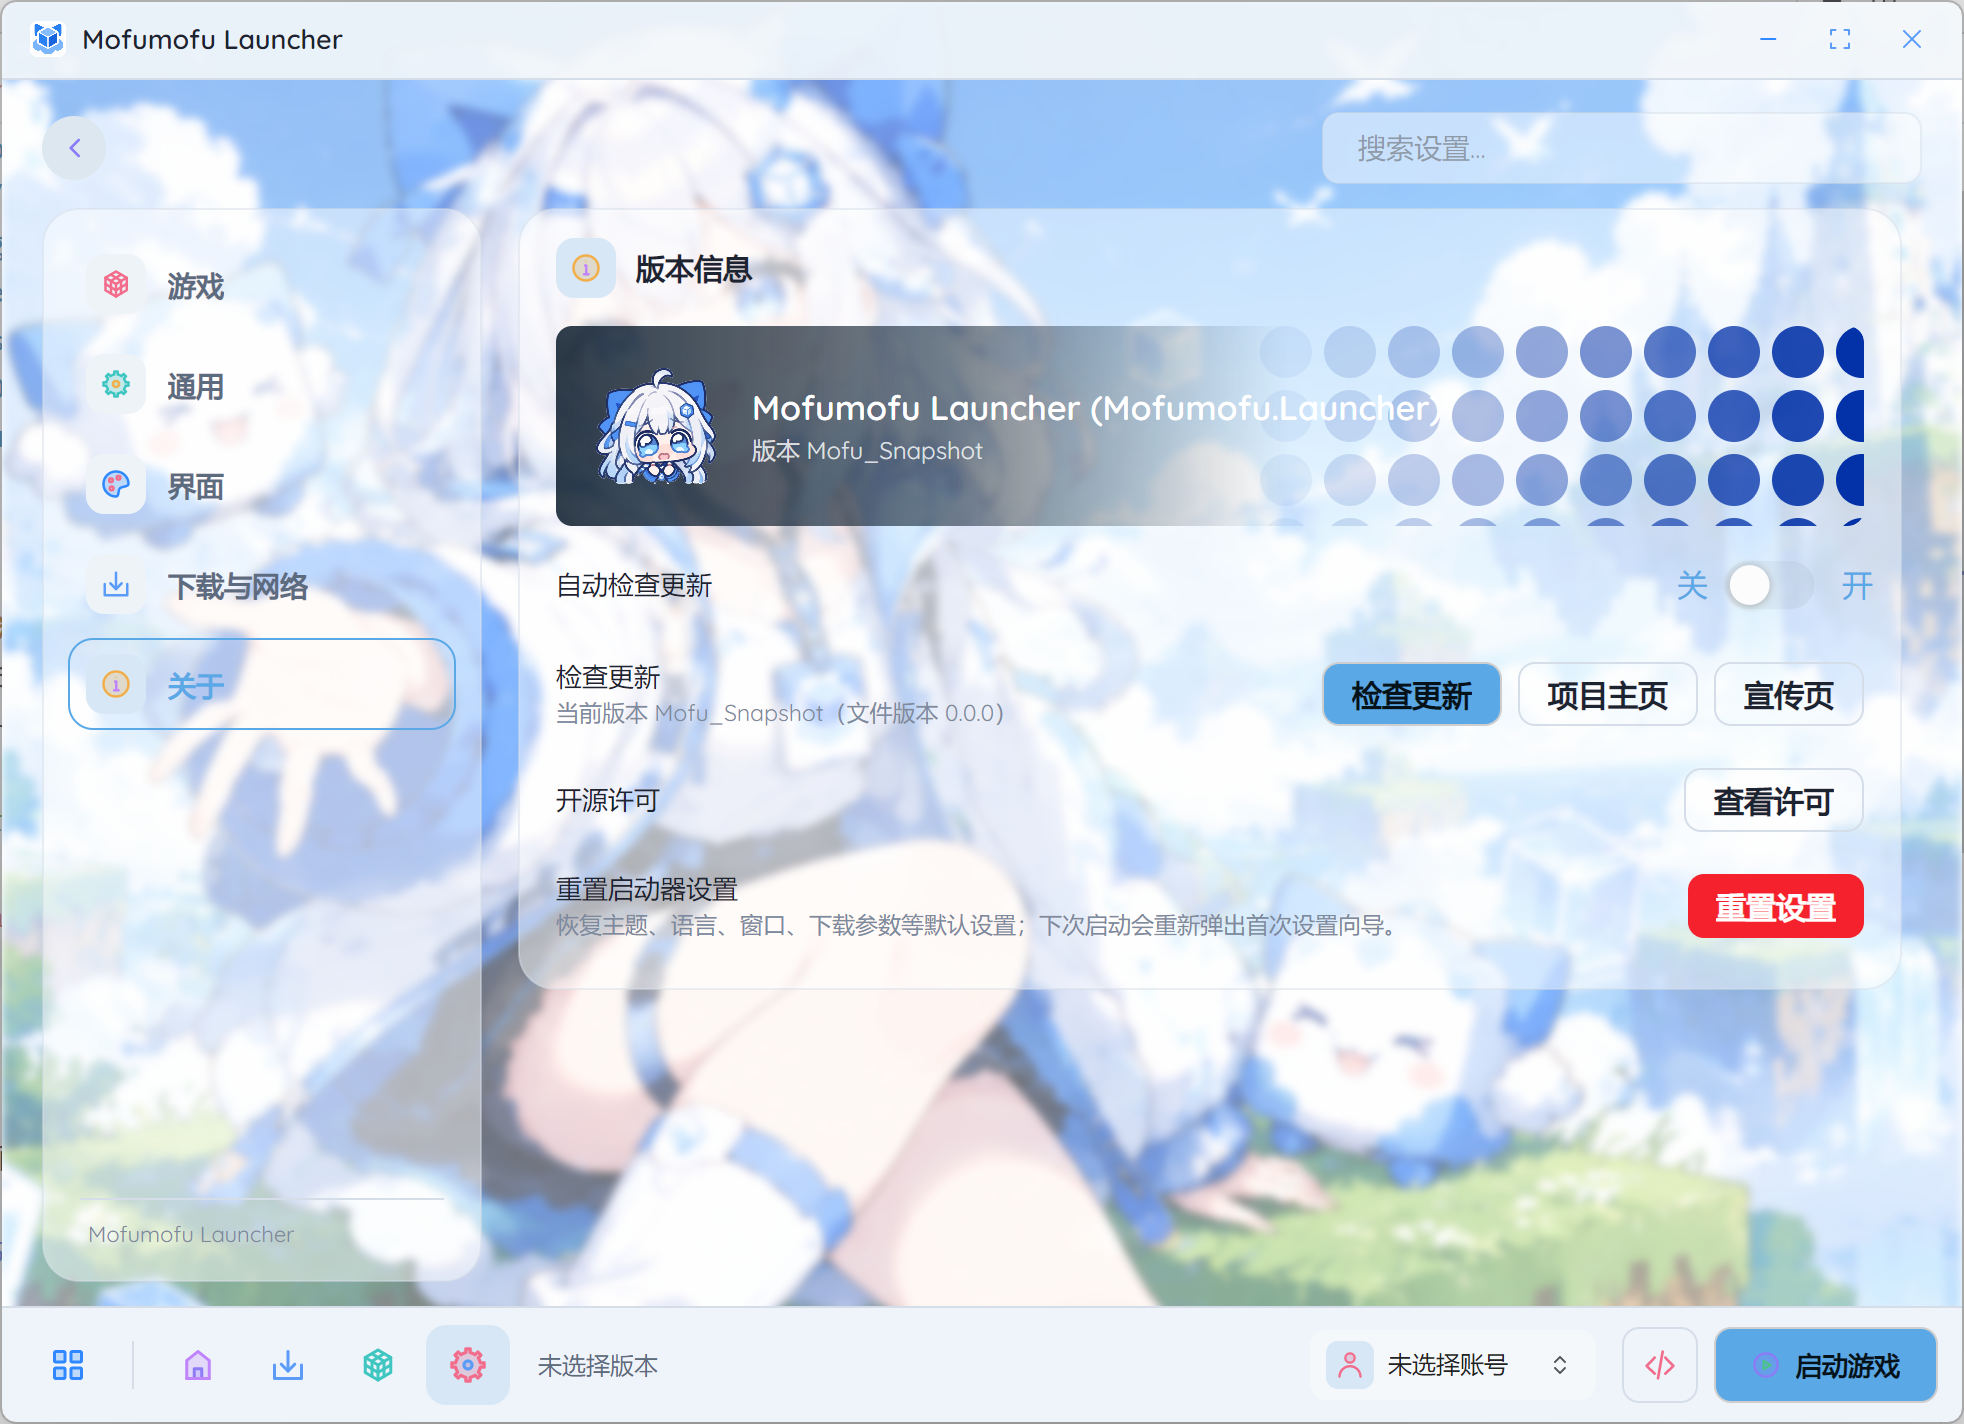 Mofumofu Launcher
搜索设置...
游戏
通用
界面
下载与网络
关于
Mofumofu Launcher
版本信息
Mofumofu Launcher (Mofumofu.Launcher)
版本 Mofu_Snapshot
自动检查更新
关
开
检查更新
当前版本 Mofu_Snapshot（文件版本 0.0.0）
检查更新
项目主页
宣传页
开源许可
查看许可
重置启动器设置
恢复主题、语言、窗口、下载参数等默认设置；下次启动会重新弹出首次设置向导。
重置设置
未选择版本
未选择账号
启动游戏